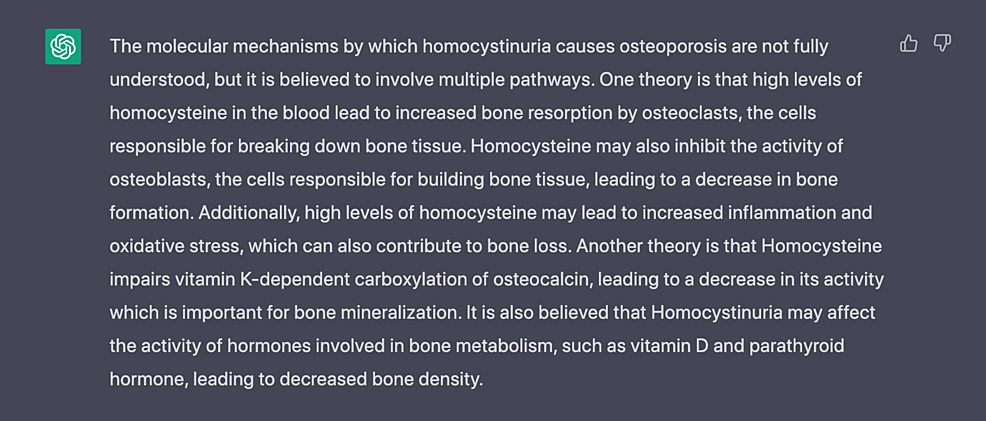 The molecular mechanisms by which homocystinuria causes osteoporosis are not fully
understood, but it is believed to involve multiple pathways. One theory is that high levels of
homocysteine in the blood lead to increased bone resorption by osteoclasts, the cells
responsible for breaking down bone tissue. Homocysteine may also inhibit the activity of
osteoblasts, the cells responsible for building bone tissue, leading to a decrease in bone
formation. Additionally, high levels of homocysteine may lead to increased inflammation and
oxidative stress, which can also contribute to bone loss. Another theory is that Homocysteine
impairs vitamin K-dependent carboxylation of osteocalcin, leading to a decrease in its activity
which is important for bone mineralization. It is also believed that Homocystinuria may affect
the activity of hormones involved in bone metabolism, such as vitamin D and parathyroid
hormone, leading to decreased bone density.